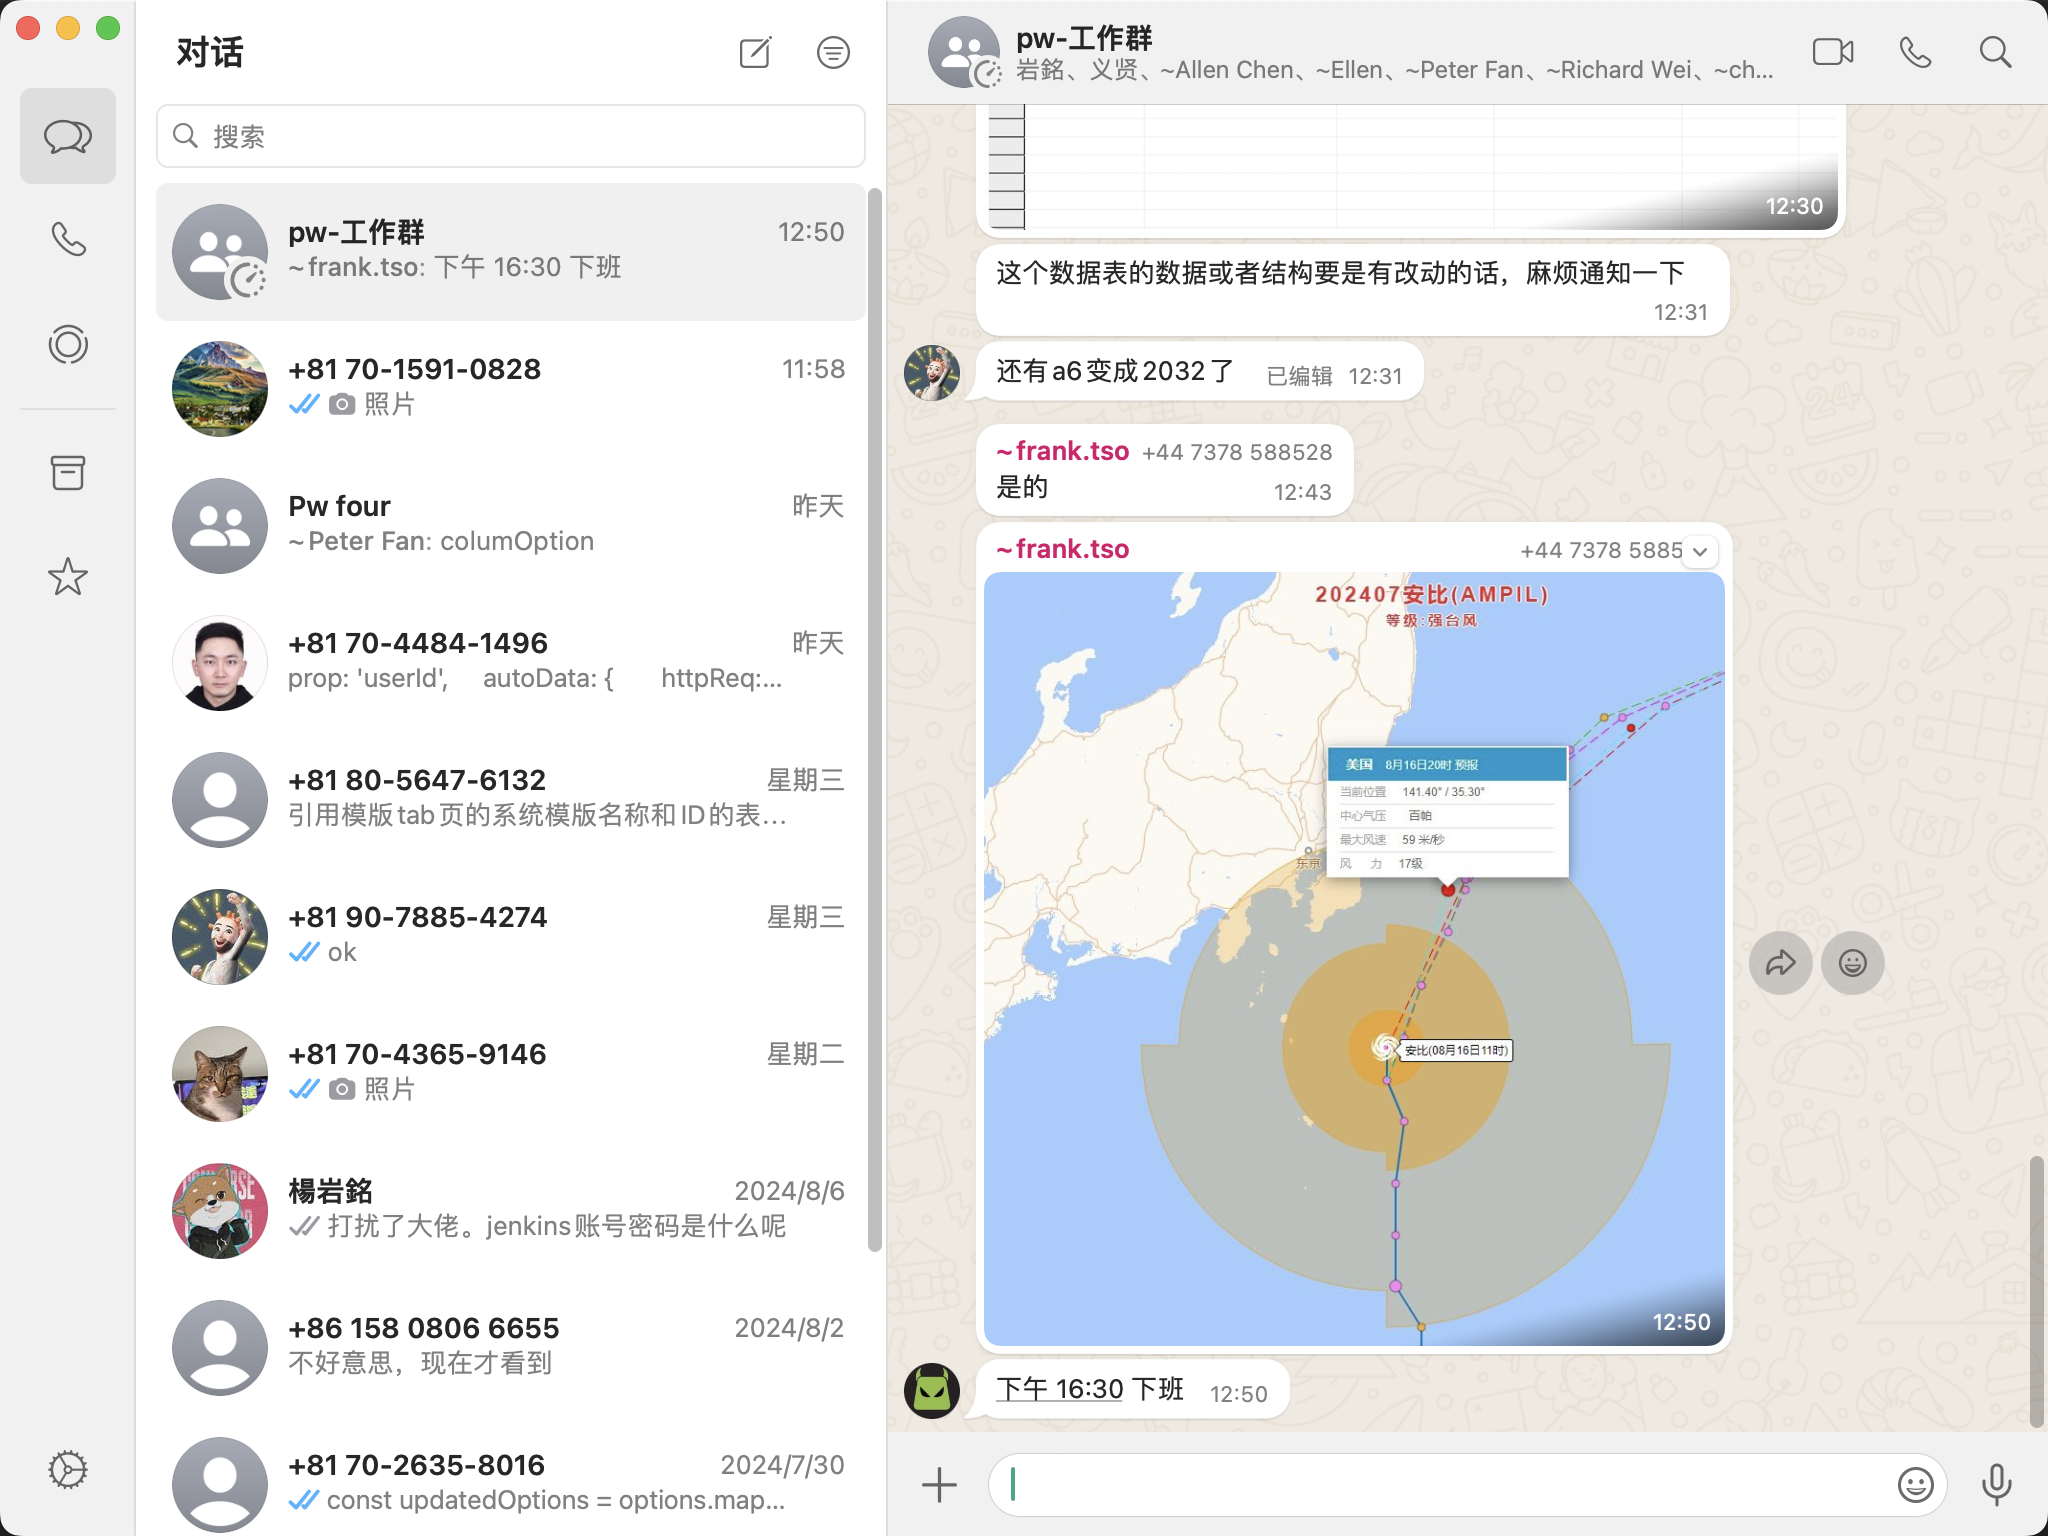 对话
搜索
pw-工作群
12:50
~frank.tso: 下午 16:30 下班
+81 70-1591-0828
11:58
照片
Pw four
昨天
~Peter Fan: columOption
+81 70-4484-1496
昨天
prop: 'userId', autoData: { httpReq:...
+81 80-5647-6132
星期三
引用模版tab页的系统模版名称和ID的表...
+81 90-7885-4274
星期三
ok
+81 70-4365-9146
星期二
照片
楊岩銘
2024/8/6
打扰了大佬。jenkins账号密码是什么呢
+86 158 0806 6655
2024/8/2
不好意思，现在才看到
+81 70-2635-8016
2024/7/30
const updatedOptions = options.map...
pw-工作群
岩銘、义贤、~Allen Chen、~Ellen、~Peter Fan、~Richard Wei、~ch...
12:30
这个数据表的数据或者结构要是有改动的话，麻烦通知一下
12:31
还有a6变成2032了 已编辑 12:31
~frank.tso +44 7378 588528
是的 12:43
~frank.tso +44 7378 5885
202407安比(AMPIL)
等级:强台风
美国 8月16日20时 预报
当前位置 141.40° / 35.30°
中心气压 百帕
最大风速 59 米/秒
风 力 17级
东京
安比(08月16日11时)
12:50
下午 16:30 下班 12:50